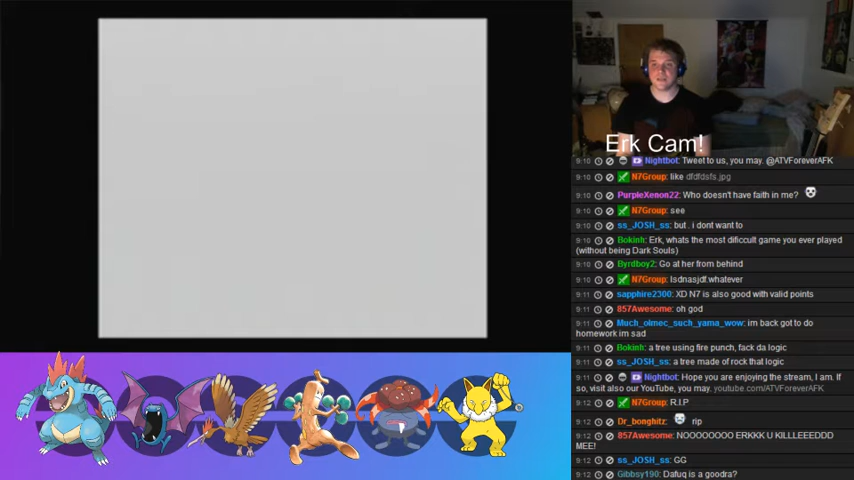 Erk Cam!
9:10 Nightbot: Tweet to us, you may. @ATVForeverAFK
9:10 N7Group: like dfdfdsfs.jpg
9:10 PurpleXenon22: Who doesn't have faith in me?
9:10 N7Group: see
9:10 ss_JOSH_ss: but . i dont want to
9:10 Bokinh: Erk, whats the most dificcult game you ever played
(without being Dark Souls)
9:10 Byrdboy2: Go at her from behind
9:10 N7Group: lsdnasjdf.whatever
9:11 sapphire2300: XD N7 is also good with valid points
9:11 857Awesome: oh god
9:11 Much_olmec_such_yama_wow: im back got to do
homework im sad
9:11 Bokinh: a tree using fire punch, fack da logic
9:11 ss_JOSH_ss: a tree made of rock that logic
9:11 Nightbot: Hope you are enjoying the stream, I am. If
so, visit also our YouTube, you may. youtube.com/ATVForeverAFK
9:12 N7Group: R.I.P
9:12 Dr_bonghitz: rip
9:12 857Awesome: NOOOOOOOO ERKKK U KILLLEEEDDD
MEE!
9:12 ss_JOSH_ss: GG
9:12 Gibbsy190: Dafuq is a goodra?